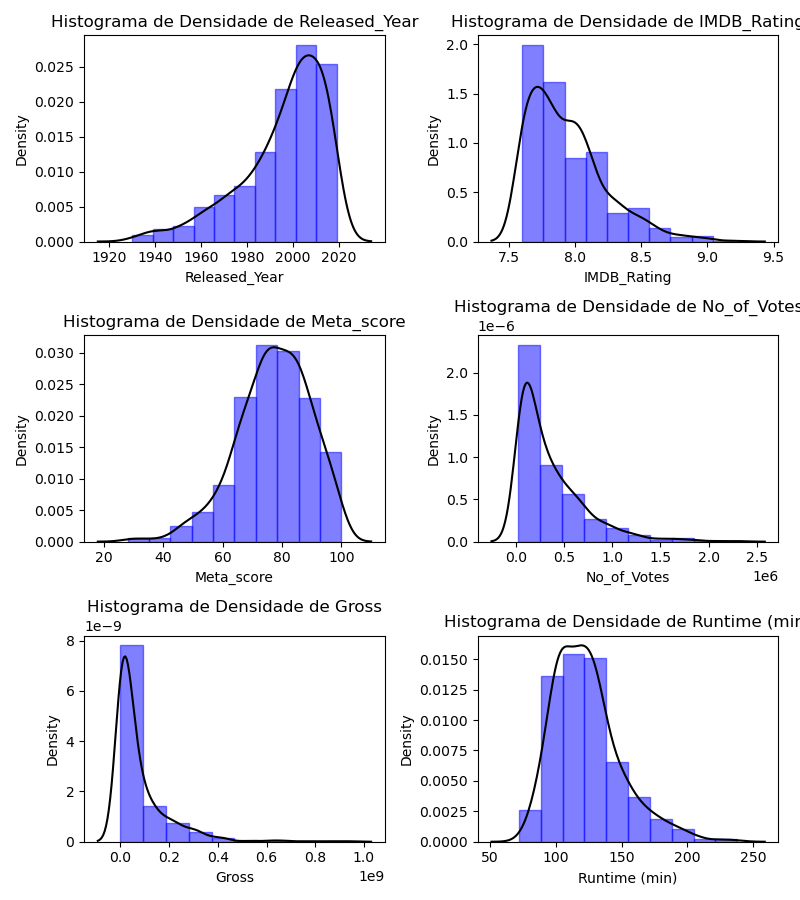 Histograma de Densidade de Released_Year
Density
0.025
0.020
0.015
0.010
0.005
0.000
1920 1940 1960 1980 2000 2020
Released_Year
Histograma de Densidade de IMDB_Rating
Density
2.0
1.5
1.0
0.5
0.0
7.5 8.0 8.5 9.0 9.5
IMDB_Rating
Histograma de Densidade de Meta_score
Density
0.030
0.025
0.020
0.015
0.010
0.005
0.000
20 40 60 80 100
Meta_score
Histograma de Densidade de No_of_Votes
1e−6
Density
2.0
1.5
1.0
0.5
0.0
0.0 0.5 1.0 1.5 2.0 2.5
1e6
No_of_Votes
Histograma de Densidade de Gross
1e−9
Density
8
6
4
2
0
0.0 0.2 0.4 0.6 0.8 1.0
1e9
Gross
Histograma de Densidade de Runtime (min
Density
0.0150
0.0125
0.0100
0.0075
0.0050
0.0025
0.0000
50 100 150 200 250
Runtime (min)